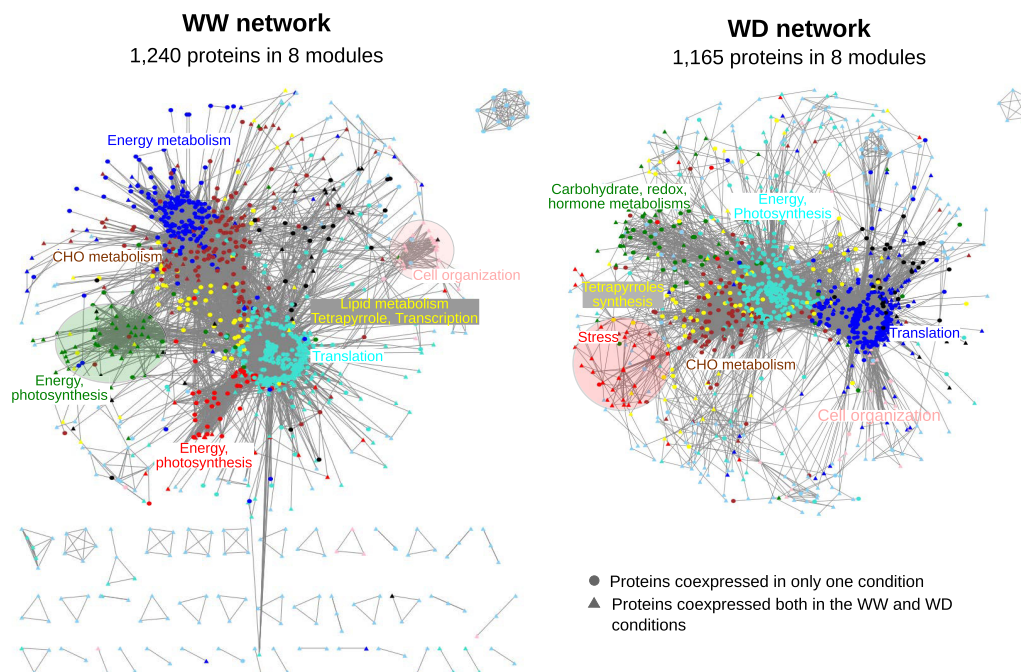 WW network
1,240 proteins in 8 modules
Energy metabolism
CHO metabolism
Cell organization
Lipid metabolism
Tetrapyrrole, Transcription
Translation
Energy,
photosynthesis
Energy,
photosynthesis
WD network
1,165 proteins in 8 modules
Carbohydrate, redox,
hormone metabolisms
Energy,
Photosynthesis
Tetrapyrroles
synthesis
Stress
Translation
CHO metabolism
Cell organization
Proteins coexpressed in only one condition
Proteins coexpressed both in the WW and WD
conditions